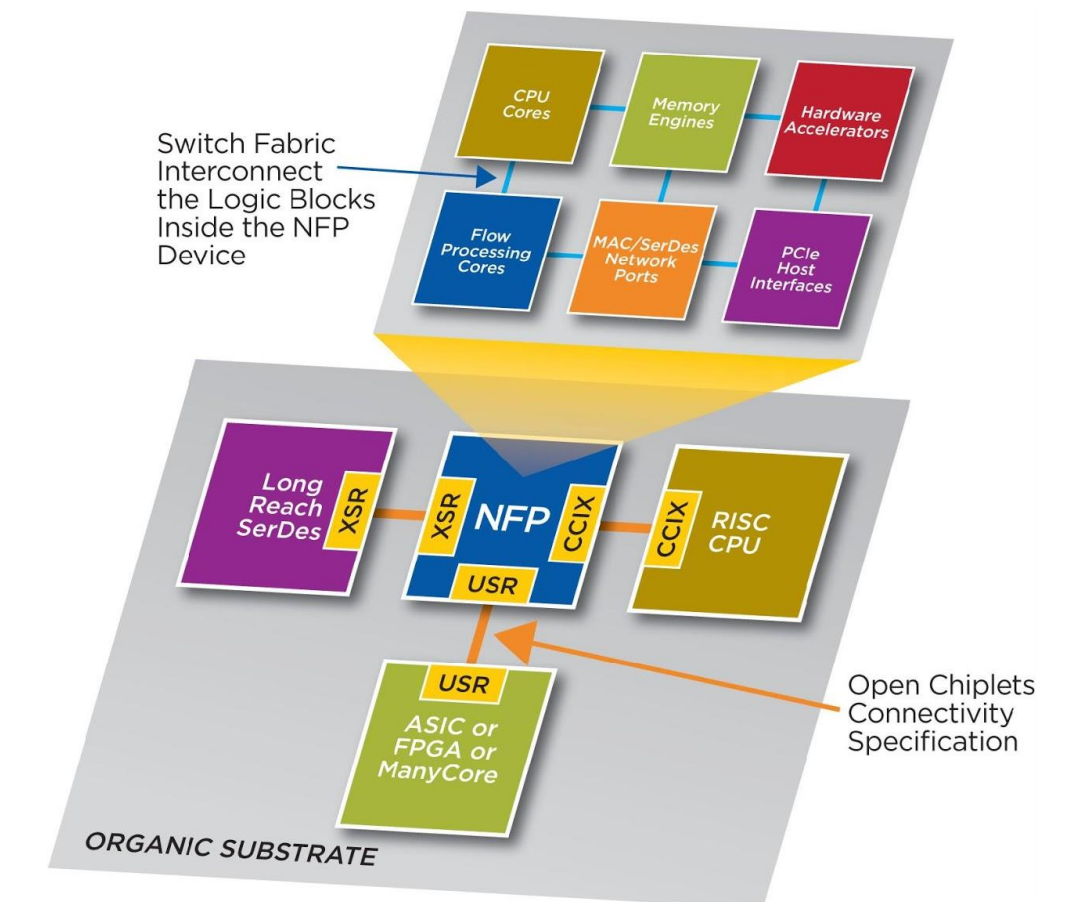 CPU
Cores
Memory
Engines
Hardware
Accelerators
Switch Fabric
Interconnect
the Logic Blocks
Inside the NFP
Device
Flow
Processing
Cores
MAC/SerDes
Network
Ports
PCIe
Host
Interfaces
Long
Reach
SerDes
XSR
XSR
NFP
CCIX
USR
CCIX
RISC
CPU
USR
ASIC or
FPGA or
ManyCore
Open Chiplets
Connectivity
Specification
ORGANIC SUBSTRATE